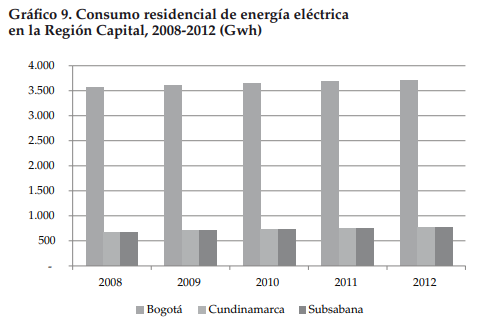 Gráfico 9. Consumo residencial de energía eléctrica
en la Región Capital, 2008-2012 (Gwh)
4.000
3.500
3.000
2.500
2.000
1.500
1.000
500
-
2008 2009 2010 2011 2012
Bogotá Cundinamarca Subsabana